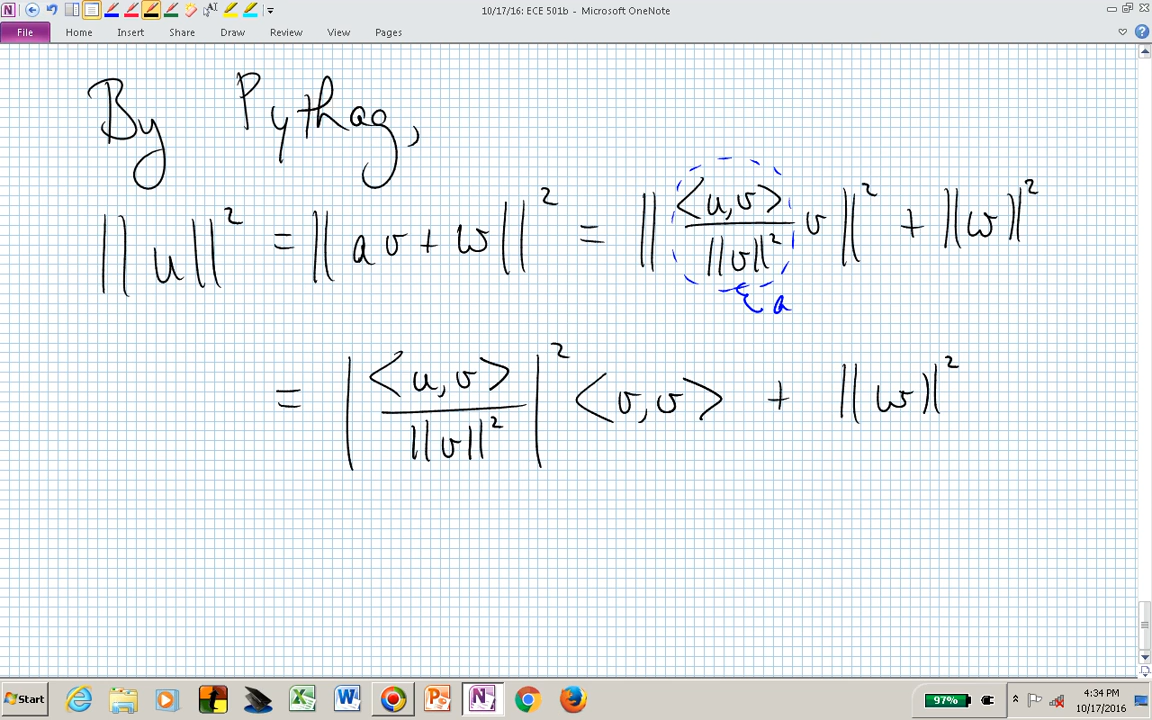 10/17/16: ECE 501b - Microsoft OneNote
File Home Insert Share Draw Review View Pages
By Pythag,
||u||² = ||av + w||² = ||<u,v>/||v||² v||² + ||w||²
a
= |<u,v>/||v||²|² <v,v> + ||w||²
Start
97%
4:34 PM
10/17/2016